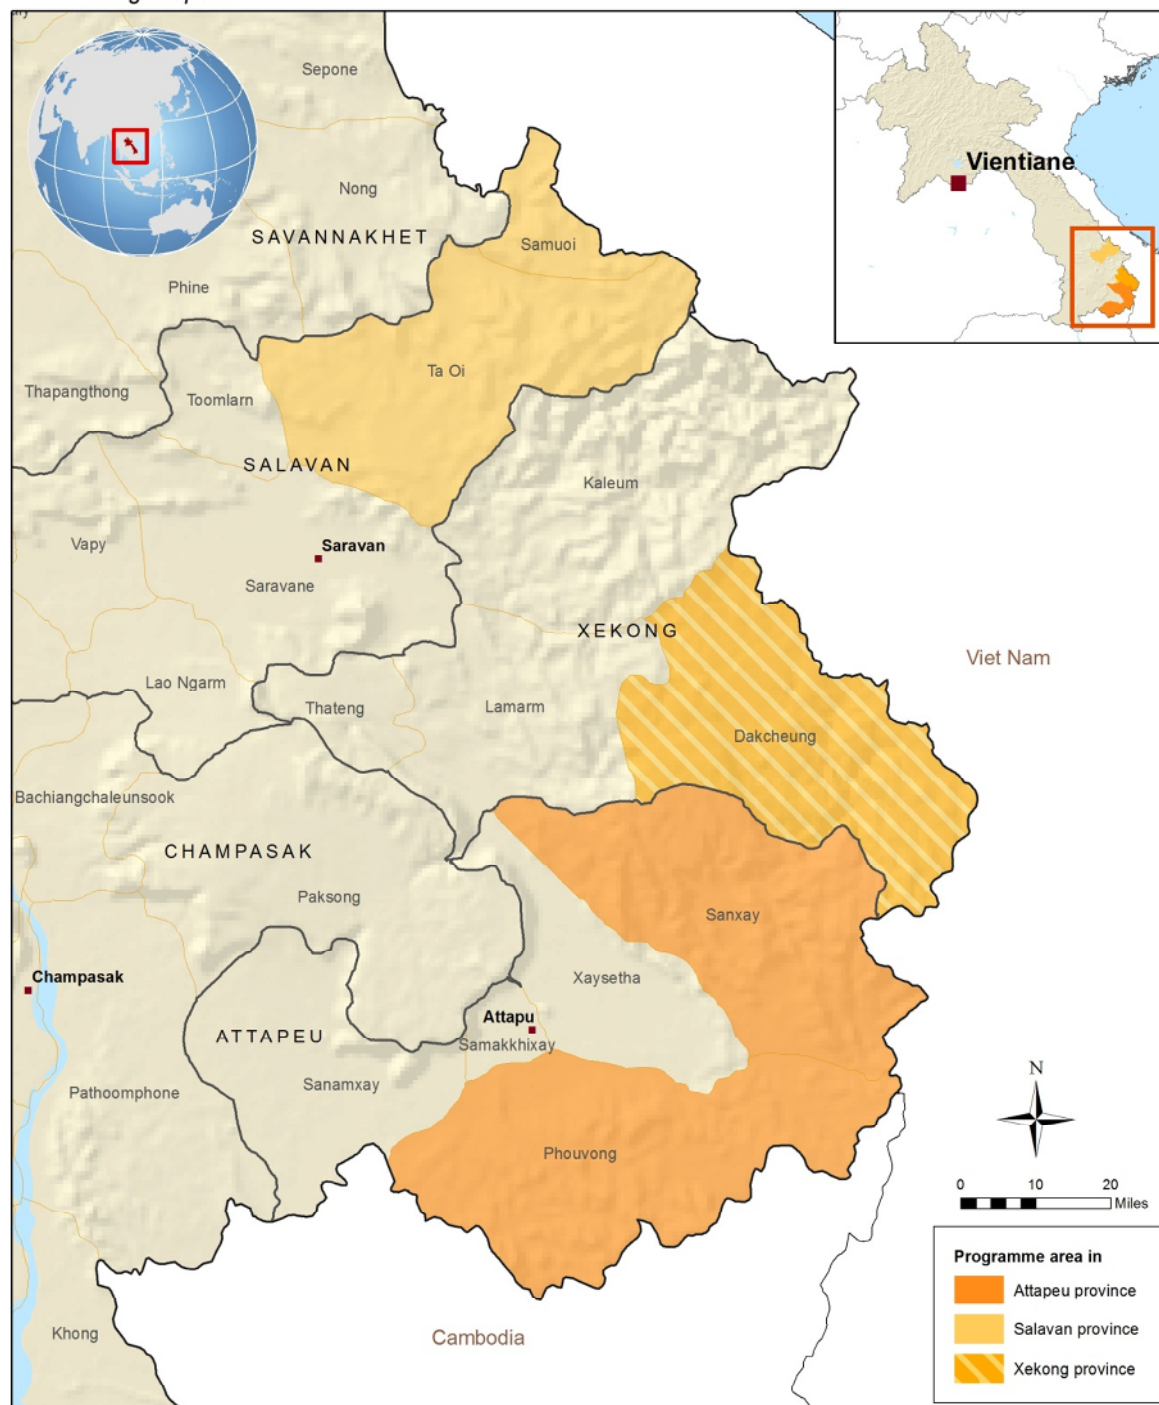 Sepone
Nong
SAVANNAKHET
Samuoi
Phine
Ta Oi
Thapangthong
Toomlarn
SALAVAN
Kaleum
Vapy
Saravan
Saravane
XEKONG
Lao Ngarm
Thateng
Lamarm
Dakcheung
Viet Nam
Bachiangchaleunsook
CHAMPASAK
Paksong
Sanxay
Champasak
Xaysetha
Attapu
ATTAPEU
Samakkhixay
Sanamxay
Pathoomphone
Phouvong
Khong
Cambodia
Vientiane
N
0 10 20
Miles
Programme area in
Attapeu province
Salavan province
Xekong province